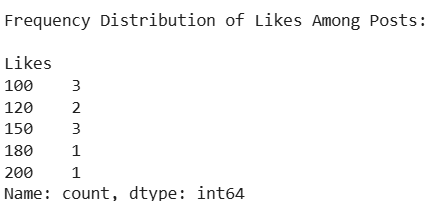 Frequency Distribution of Likes Among Posts:
Likes
100    3
120    2
150    3
180    1
200    1
Name: count, dtype: int64